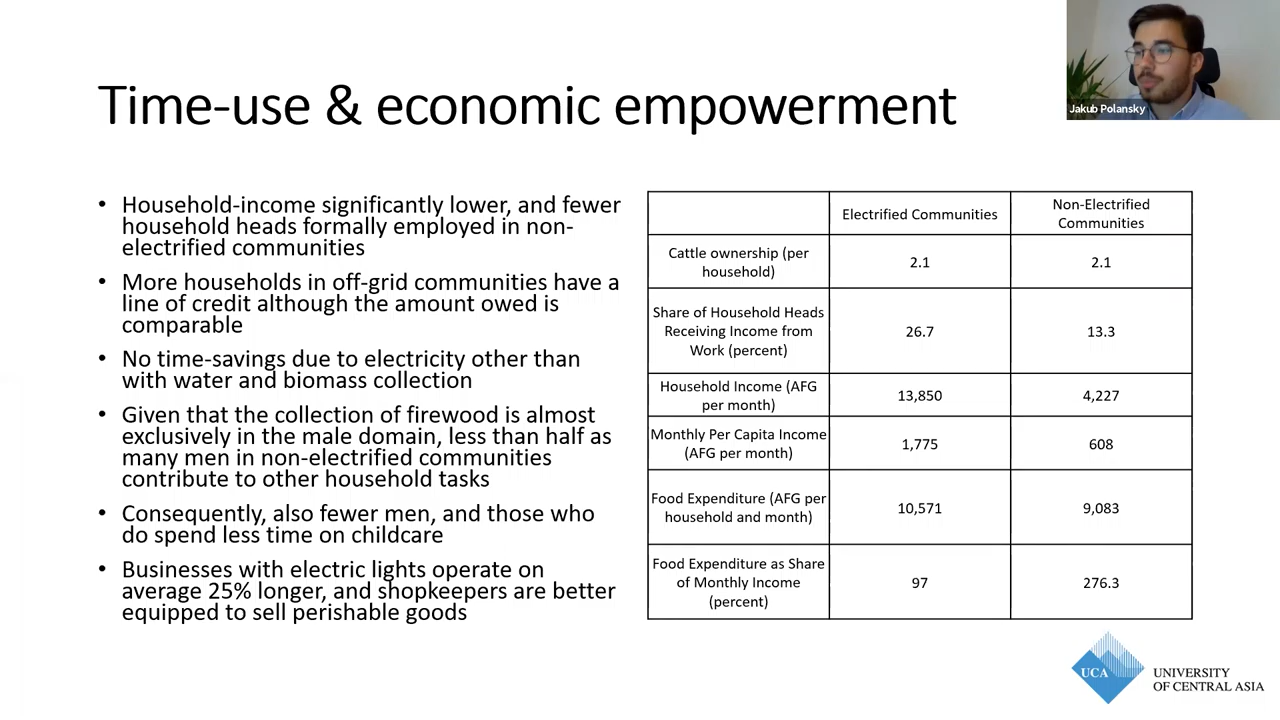 Jakub Polansky
Time-use & economic empowerment
• Household-income significantly lower, and fewer
household heads formally employed in non-
electrified communities
• More households in off-grid communities have a
line of credit although the amount owed is
comparable
• No time-savings due to electricity other than
with water and biomass collection
• Given that the collection of firewood is almost
exclusively in the male domain, less than half as
many men in non-electrified communities
contribute to other household tasks
• Consequently, also fewer men, and those who
do spend less time on childcare
• Businesses with electric lights operate on
average 25% longer, and shopkeepers are better
equipped to sell perishable goods
Electrified Communities
Non-Electrified
Communities
Cattle ownership (per
household)
2.1
2.1
Share of Household Heads
Receiving Income from
Work (percent)
26.7
13.3
Household Income (AFG
per month)
13,850
4,227
Monthly Per Capita Income
(AFG per month)
1,775
608
Food Expenditure (AFG per
household and month)
10,571
9,083
Food Expenditure as Share
of Monthly Income
(percent)
97
276.3
UCA
UNIVERSITY
OF CENTRAL ASIA